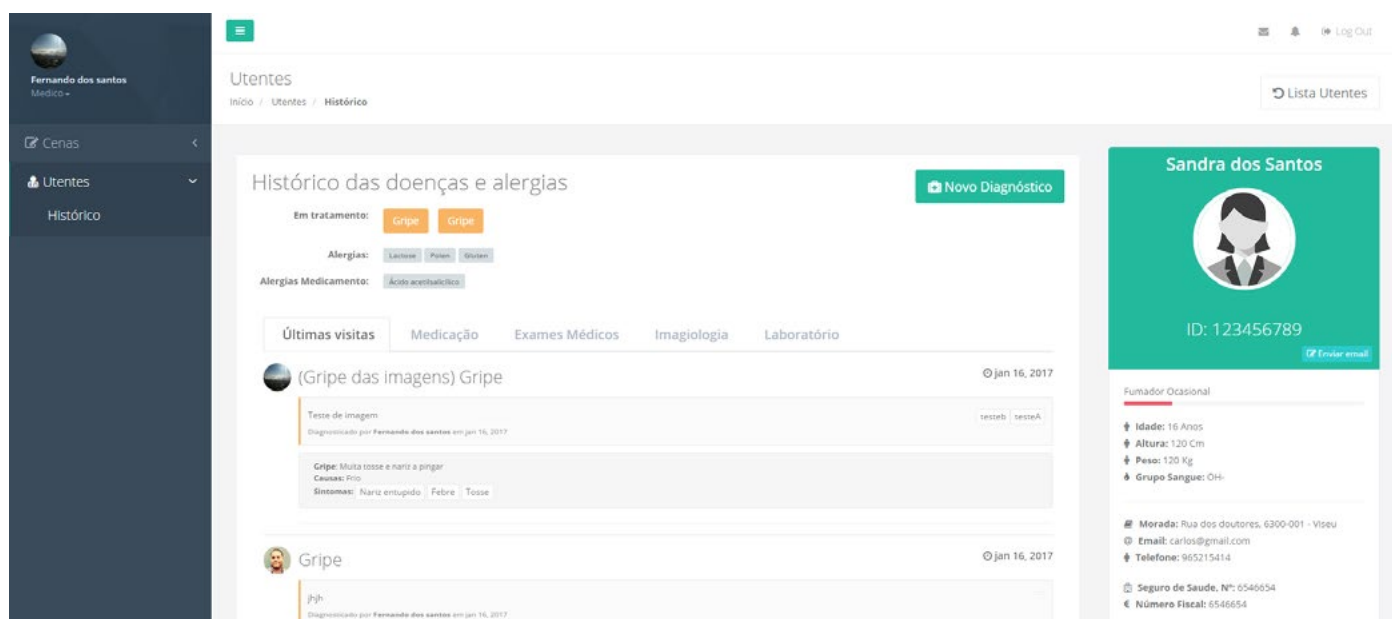 Fernando dos santos
Medico
Cenas
Utentes
Histórico
Log Out
Utentes
Início / Utentes / Histórico
Lista Utentes
Histórico das doenças e alergias
Novo Diagnóstico
Em tratamento: Gripe Gripe
Alergias: Lactose Polen Gluten
Alergias Medicamento: Ácido acetilsalicílico
Últimas visitas Medicação Exames Médicos Imagiologia Laboratório
(Gripe das imagens) Gripe
jan 16, 2017
Teste de imagem
testeb testeA
Diagnosticado por Fernando dos santos em jan 16, 2017
Gripe: Muita tosse e nariz a pingar
Causas: Frio
Sintomas: Nariz entupido Febre Tosse
Gripe
jan 16, 2017
jhjh
Diagnosticado por Fernando dos santos em jan 16, 2017
Sandra dos Santos
ID: 123456789
Enviar email
Fumador Ocasional
Idade: 16 Anos
Altura: 120 Cm
Peso: 120 Kg
Grupo Sangue: OH-
Morada: Rua dos doutores, 6300-001 - Viseu
Email: carlos@gmail.com
Telefone: 965215414
Seguro de Saude, Nº: 6546654
Número Fiscal: 6546654